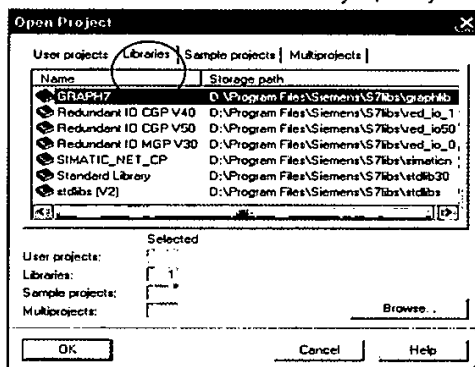 Open Project
User projects Libraries Sample projects Multiprojects
Name Storage path
GRAPH7 D:\Program Files\Siemens\S7libs\graphlib
Redundant IO CGP V40 D:\Program Files\Siemens\S7libs\red_io_1
Redundant IO CGP V50 D:\Program Files\Siemens\S7libs\red_io50
Redundant IO MGP V30 D:\Program Files\Siemens\S7libs\red_io_0
SIMATIC_NET_CP D:\Program Files\Siemens\S7libs\simaticn
Standard Library D:\Program Files\Siemens\S7libs\stdlib30
stdlibs (V2) D:\Program Files\Siemens\S7libs\stdlibs
Selected
User projects:
Libraries: 1
Sample projects:
Multiprojects:
Browse...
OK Cancel Help